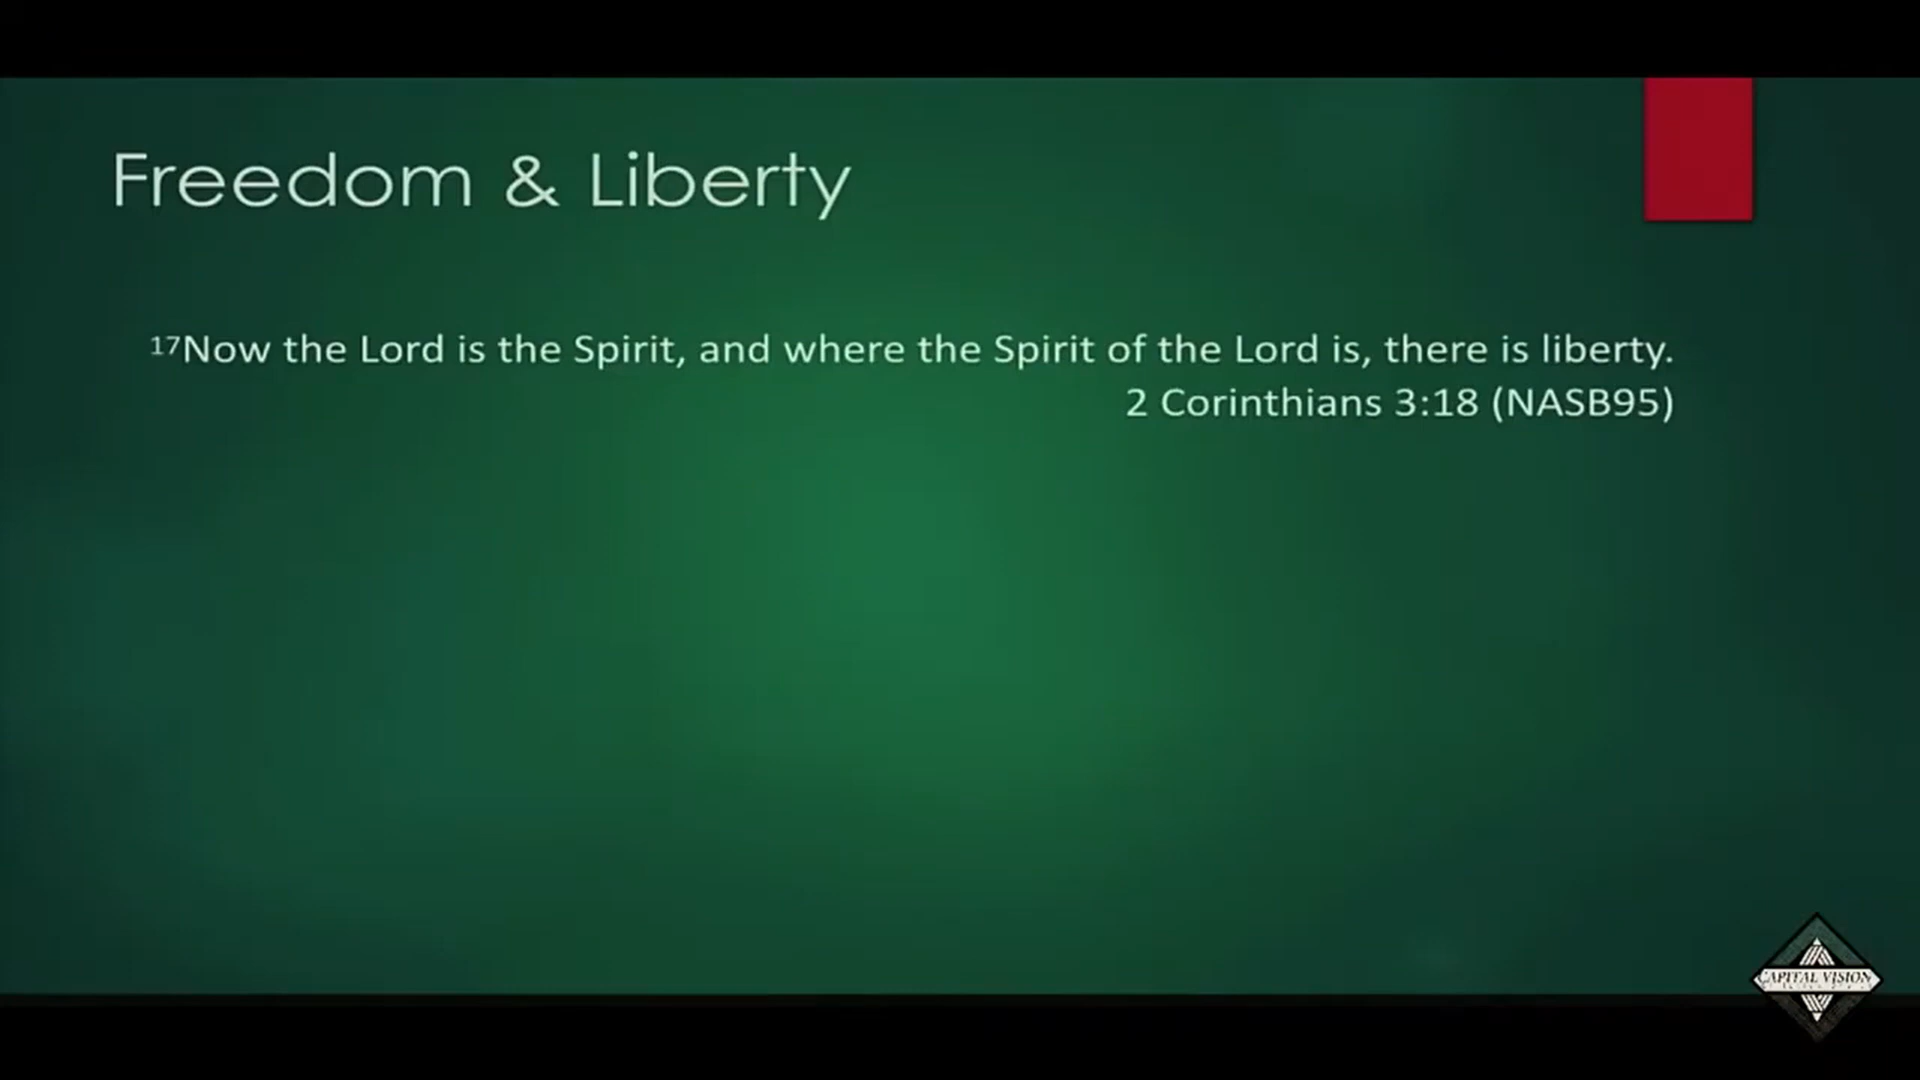 Freedom & Liberty
17Now the Lord is the Spirit, and where the Spirit of the Lord is, there is liberty.
2 Corinthians 3:18 (NASB95)
CAPITAL VISION